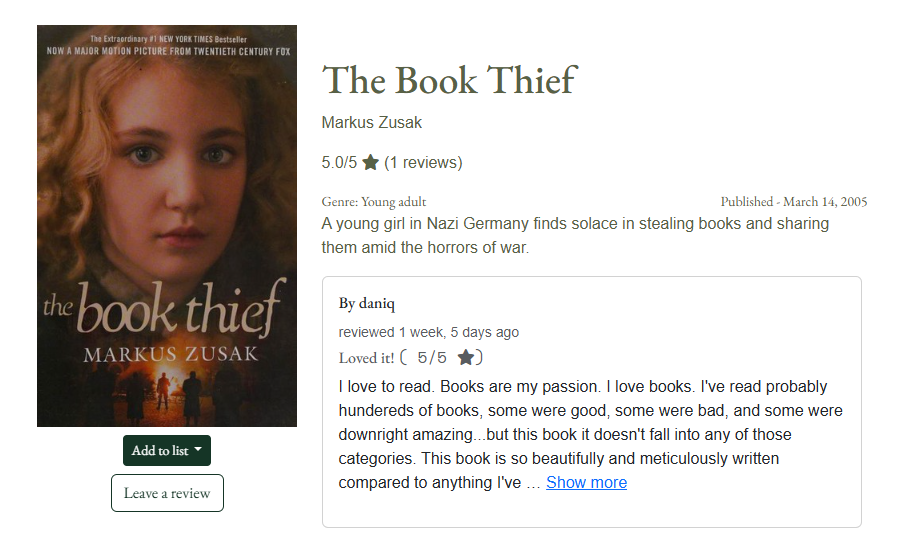 The Extraordinary #1 NEW YORK TIMES Bestseller
NOW A MAJOR MOTION PICTURE FROM TWENTIETH CENTURY FOX
the book thief
MARKUS ZUSAK
Add to list
Leave a review
The Book Thief
Markus Zusak
5.0/5 ★ (1 reviews)
Genre: Young adult
Published - March 14, 2005
A young girl in Nazi Germany finds solace in stealing books and sharing
them amid the horrors of war.
By daniq
reviewed 1 week, 5 days ago
Loved it! ( 5/5 ★)
I love to read. Books are my passion. I love books. I've read probably
hundereds of books, some were good, some were bad, and some were
downright amazing...but this book it doesn't fall into any of those
categories. This book is so beautifully and meticulously written
compared to anything I've … Show more